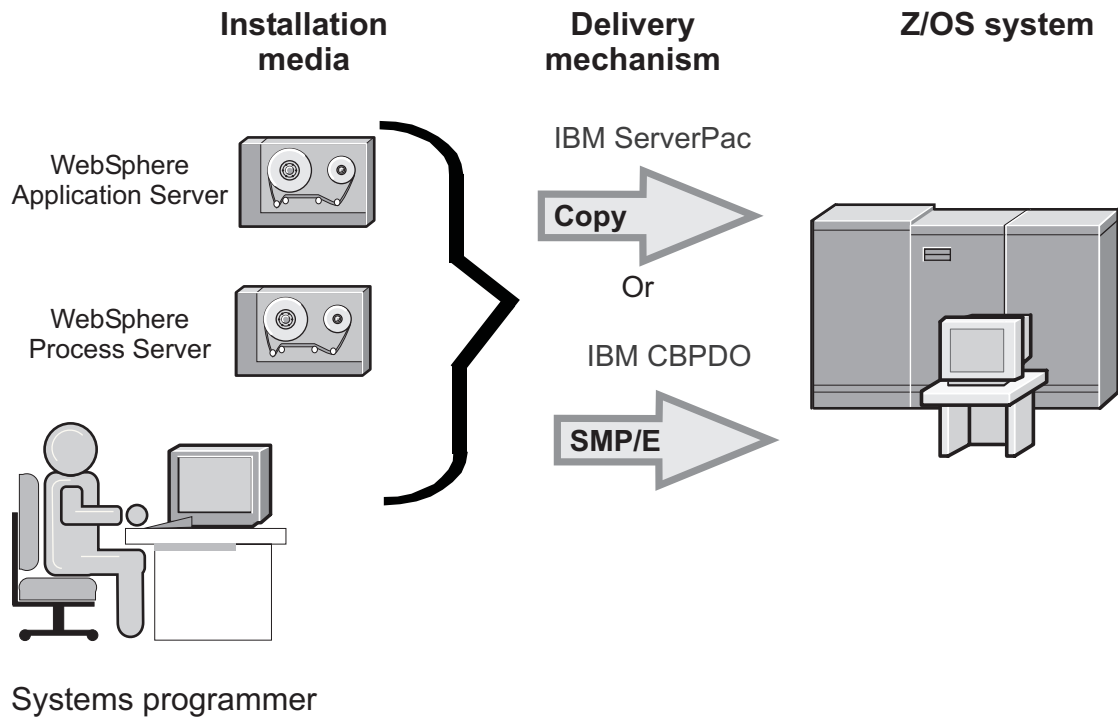 Installation
media
Delivery
mechanism
Z/OS system
WebSphere
Application Server
IBM ServerPac
Copy
Or
WebSphere
Process Server
IBM CBPDO
SMP/E
Systems programmer